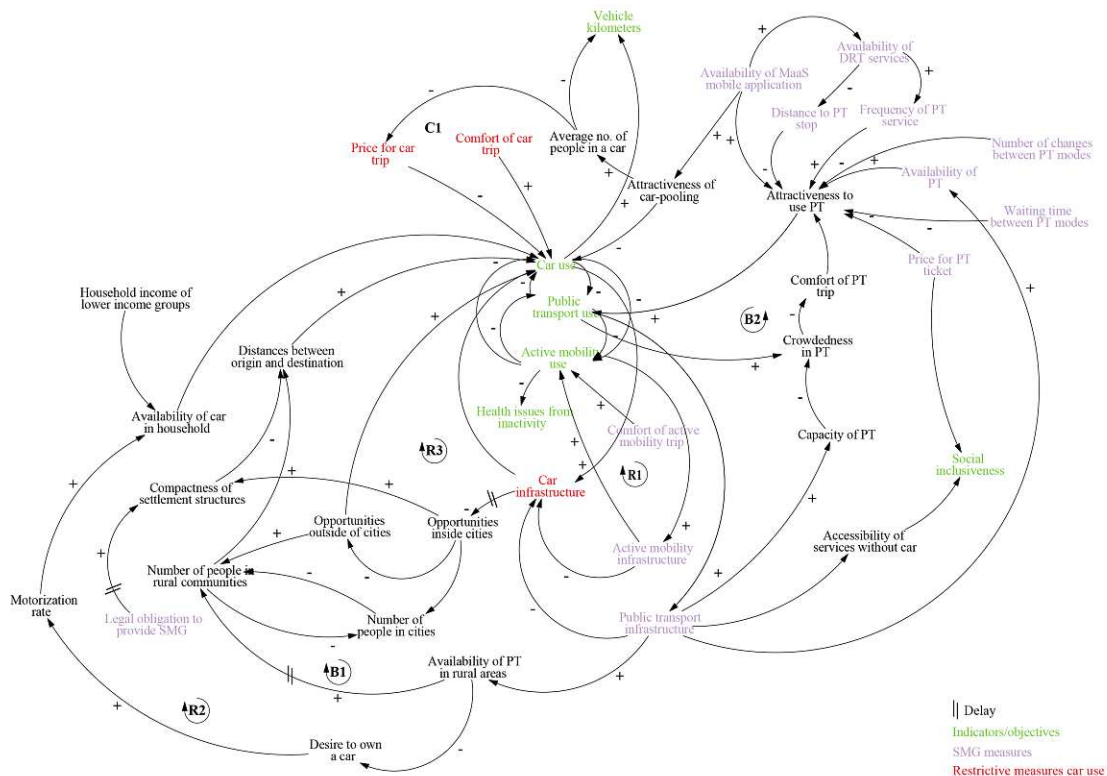 Vehicle
kilometers
Availability of
DRT services
Availability of MaaS
mobile application
Distance to PT
stop
Frequency of PT
service
C1
Price for car
trip
Comfort of car
trip
Average no. of
people in a car
Number of changes
between PT modes
Attractiveness of
car-pooling
Attractiveness to
use PT
Availability of
PT
Waiting time
between PT modes
Price for PT
ticket
Car use
Comfort of PT
trip
Household income of
lower income groups
Public
transport use
B2
Crowdedness
in PT
Distances between
origin and destination
Active mobility
use
Health issues from
inactivity
Availability of car
in household
Comfort of active
mobility trip
Capacity of PT
R3
R1
Social
inclusiveness
Compactness of
settlement structures
Car
infrastructure
Opportunities
outside of cities
Opportunities
inside cities
Accessibility of
services without car
Active mobility
infrastructure
Number of people in
rural communities
Motorization
rate
Legal obligation to
provide SMG
Number of
people in cities
Public transport
infrastructure
B1
Availability of PT
in rural areas
R2
Desire to own
a car
Delay
Indicators/objectives
SMG measures
Restrictive measures car use